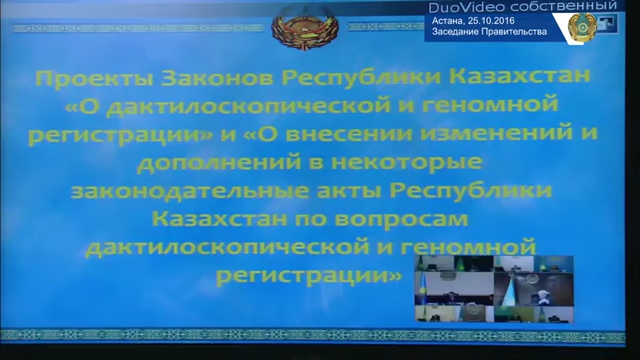 DuoVideo собственный
Астана, 25.10.2016
Заседание Правительства
Проекты Законов Республики Казахстан
«О дактилоскопической и геномной
регистрации» и «О внесении изменений и
дополнений в некоторые
законодательные акты Республики
Казахстан по вопросам
дактилоскопической и геномной
регистрации»